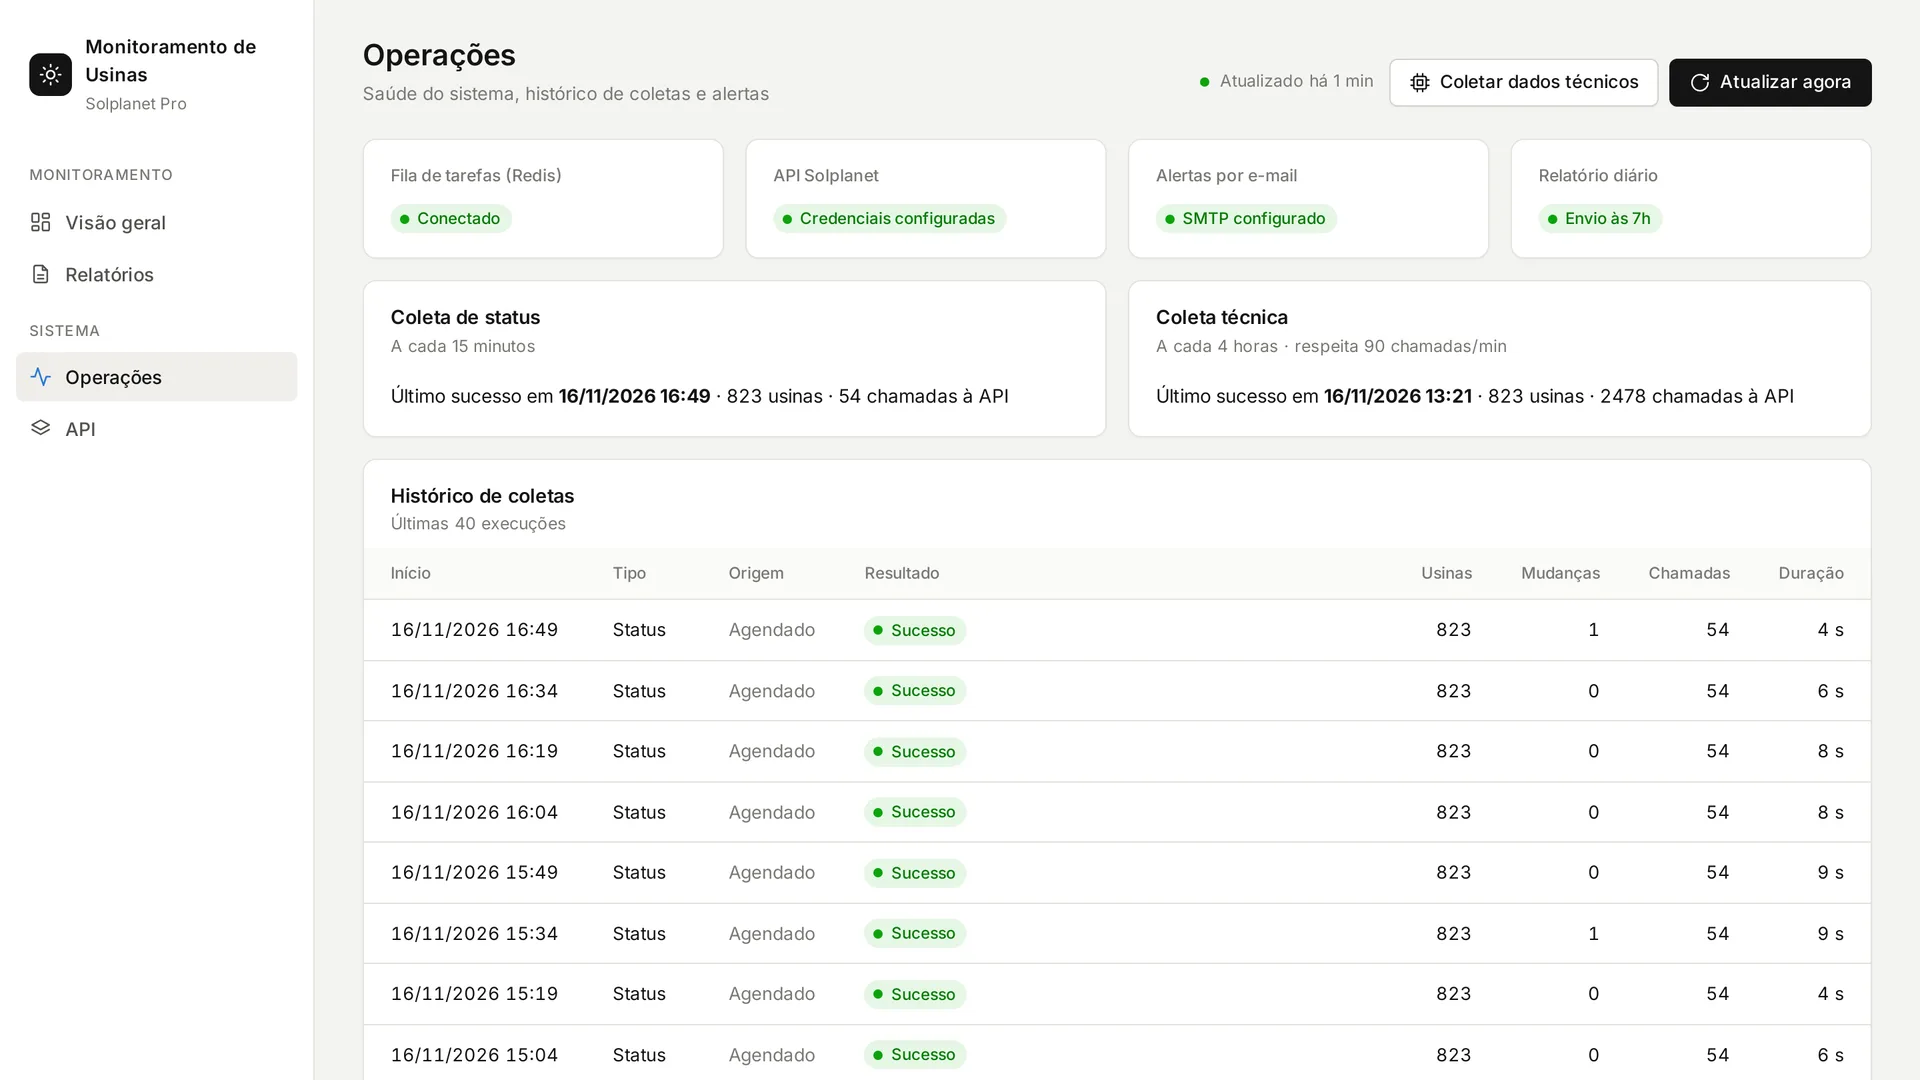 Monitoramento de
Usinas
Solplanet Pro
MONITORAMENTO
Visão geral
Relatórios
SISTEMA
Operações
API
Operações
Saúde do sistema, histórico de coletas e alertas
Atualizado há 1 min
Coletar dados técnicos
Atualizar agora
Fila de tarefas (Redis)
Conectado
API Solplanet
Credenciais configuradas
Alertas por e-mail
SMTP configurado
Relatório diário
Envio às 7h
Coleta de status
A cada 15 minutos
Último sucesso em 16/11/2026 16:49 · 823 usinas · 54 chamadas à API
Coleta técnica
A cada 4 horas · respeita 90 chamadas/min
Último sucesso em 16/11/2026 13:21 · 823 usinas · 2478 chamadas à API
Histórico de coletas
Últimas 40 execuções
Início Tipo Origem Resultado Usinas Mudanças Chamadas Duração
16/11/2026 16:49 Status Agendado Sucesso 823 1 54 4 s
16/11/2026 16:34 Status Agendado Sucesso 823 0 54 6 s
16/11/2026 16:19 Status Agendado Sucesso 823 0 54 8 s
16/11/2026 16:04 Status Agendado Sucesso 823 0 54 8 s
16/11/2026 15:49 Status Agendado Sucesso 823 0 54 9 s
16/11/2026 15:34 Status Agendado Sucesso 823 1 54 9 s
16/11/2026 15:19 Status Agendado Sucesso 823 0 54 4 s
16/11/2026 15:04 Status Agendado Sucesso 823 0 54 6 s